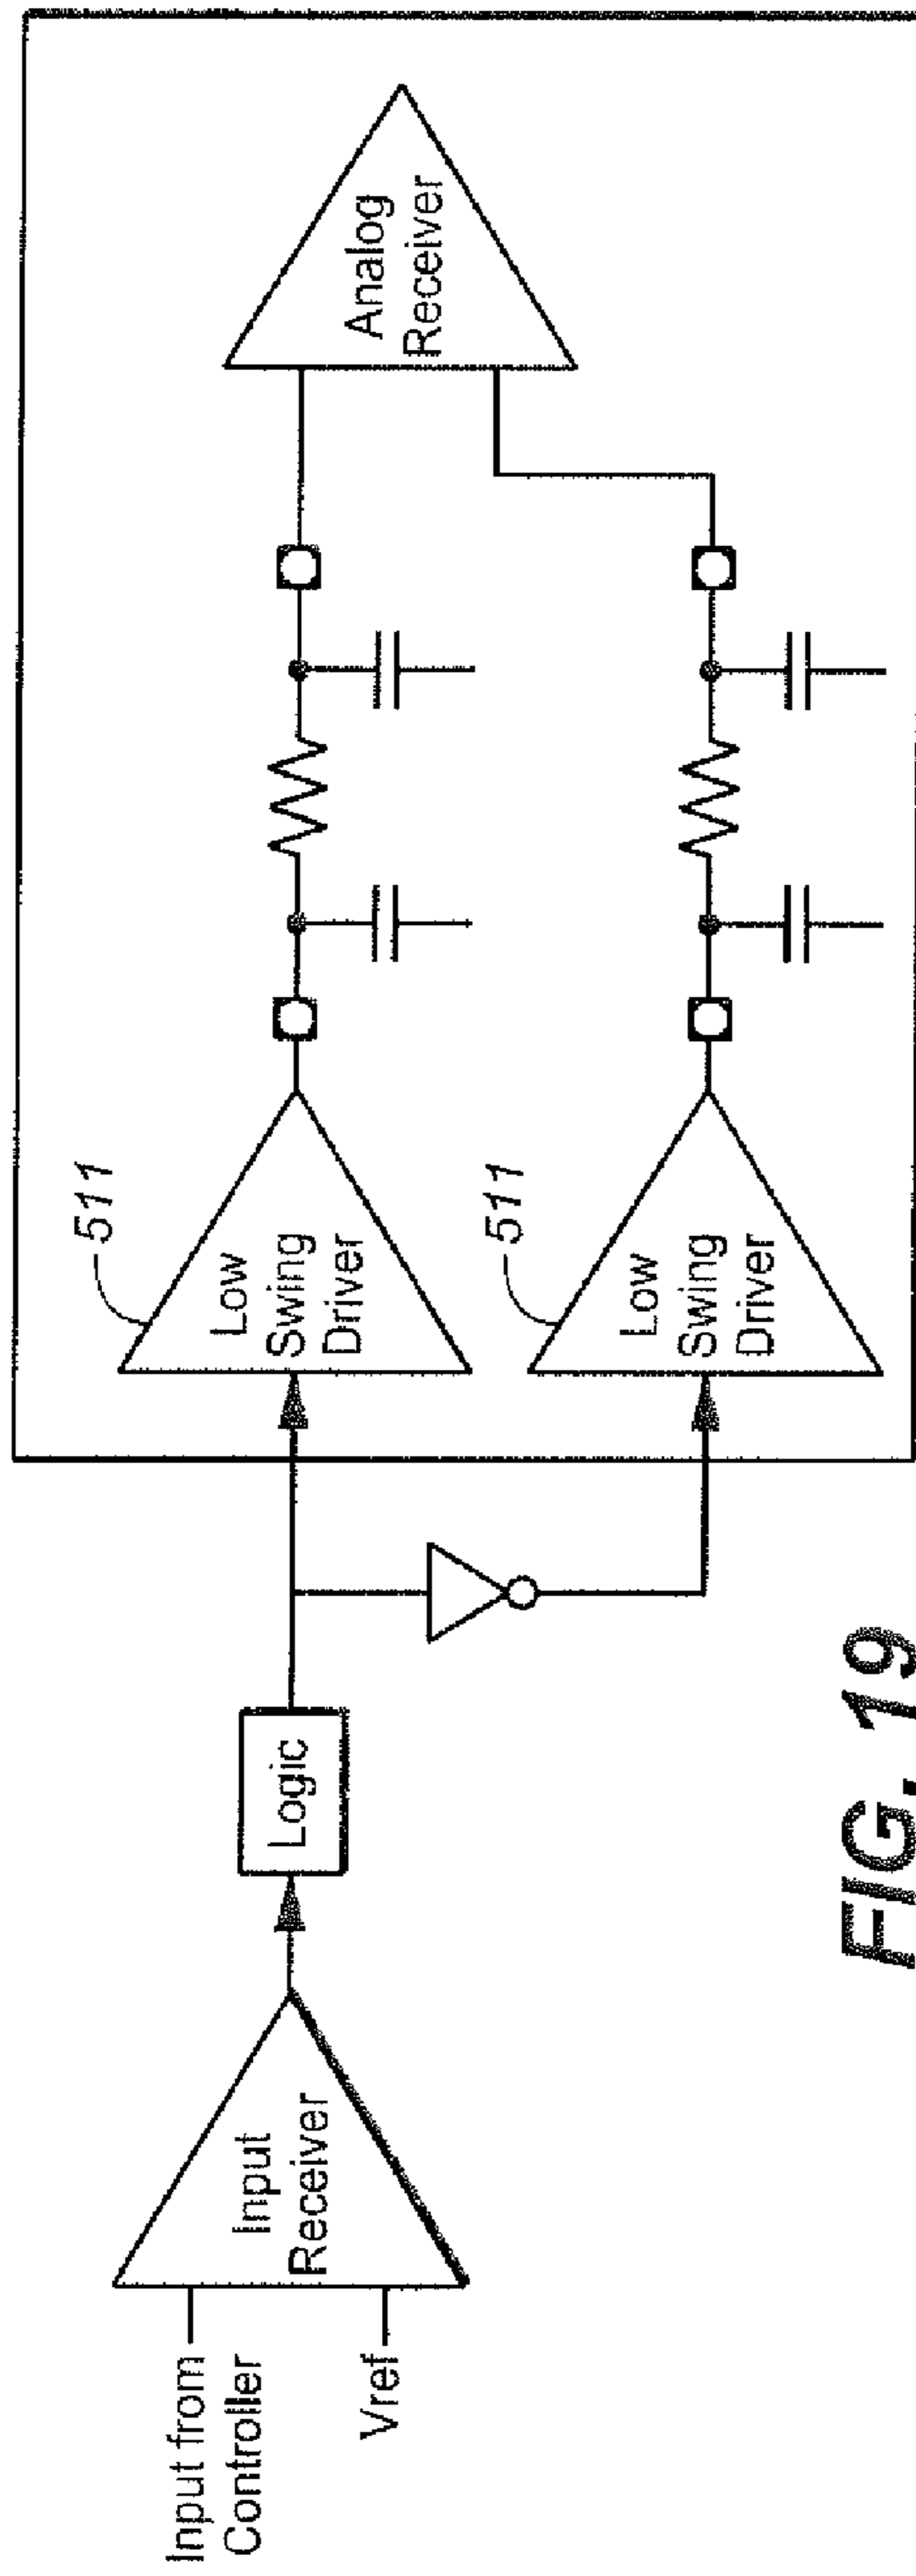 Input from
Controller
Vref
Input
Receiver
Logic
511
Low
Swing
Driver
511
Low
Swing
Driver
Analog
Receiver
FIG. 19